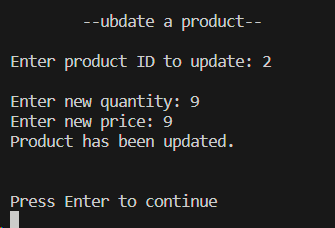 --ubdate a product--
Enter product ID to update: 2
Enter new quantity: 9
Enter new price: 9
Product has been updated.
Press Enter to continue